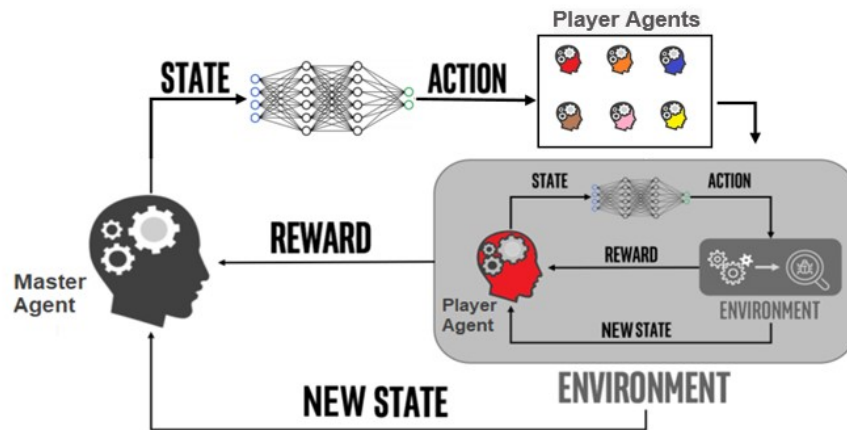 Player Agents
STATE
ACTION
STATE
ACTION
REWARD
REWARD
Master
Agent
Player
Agent
ENVIRONMENT
NEW STATE
ENVIRONMENT
NEW STATE